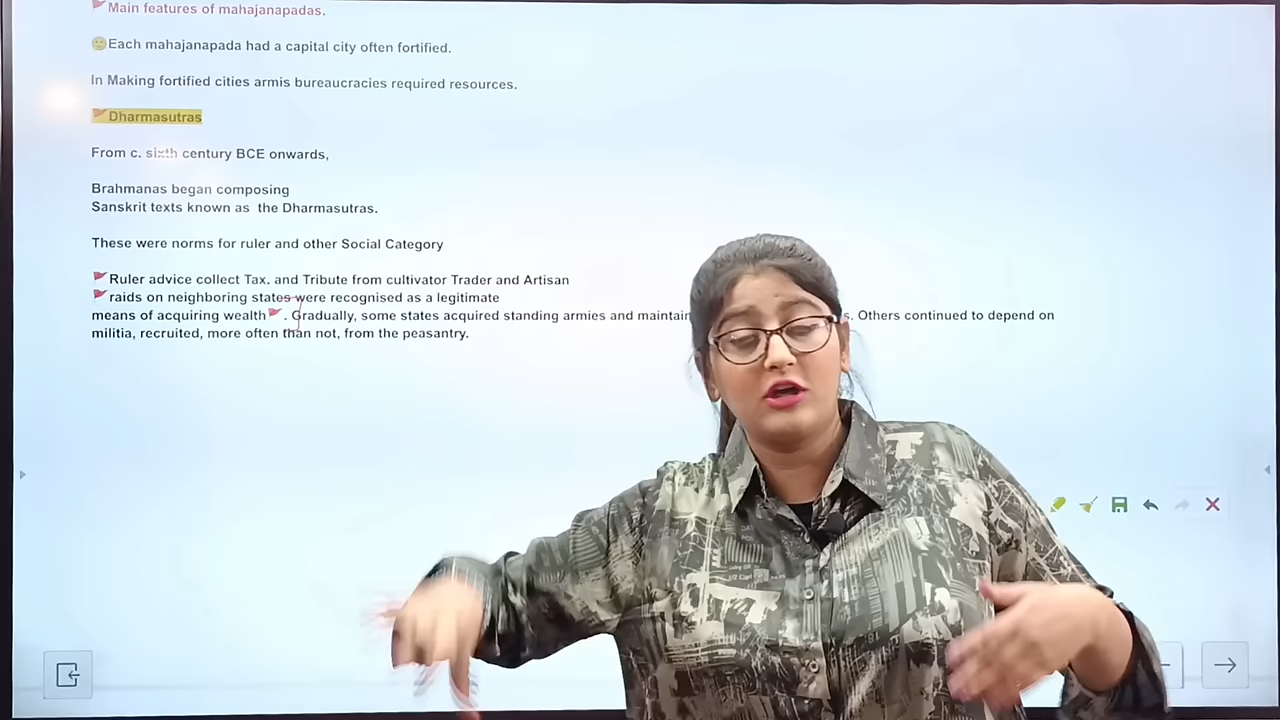 Main features of mahajanapadas.
Each mahajanapada had a capital city often fortified.
In Making fortified cities armis bureaucracies required resources.
Dharmasutras
From c. sixth century BCE onwards,
Brahmanas began composing
Sanskrit texts known as the Dharmasutras.
These were norms for ruler and other Social Category
Ruler advice collect Tax, and Tribute from cultivator Trader and Artisan
raids on neighboring states were recognised as a legitimate
means of acquiring wealth. Gradually, some states acquired standing armies and maintain s. Others continued to depend on
militia, recruited, more often than not, from the peasantry.